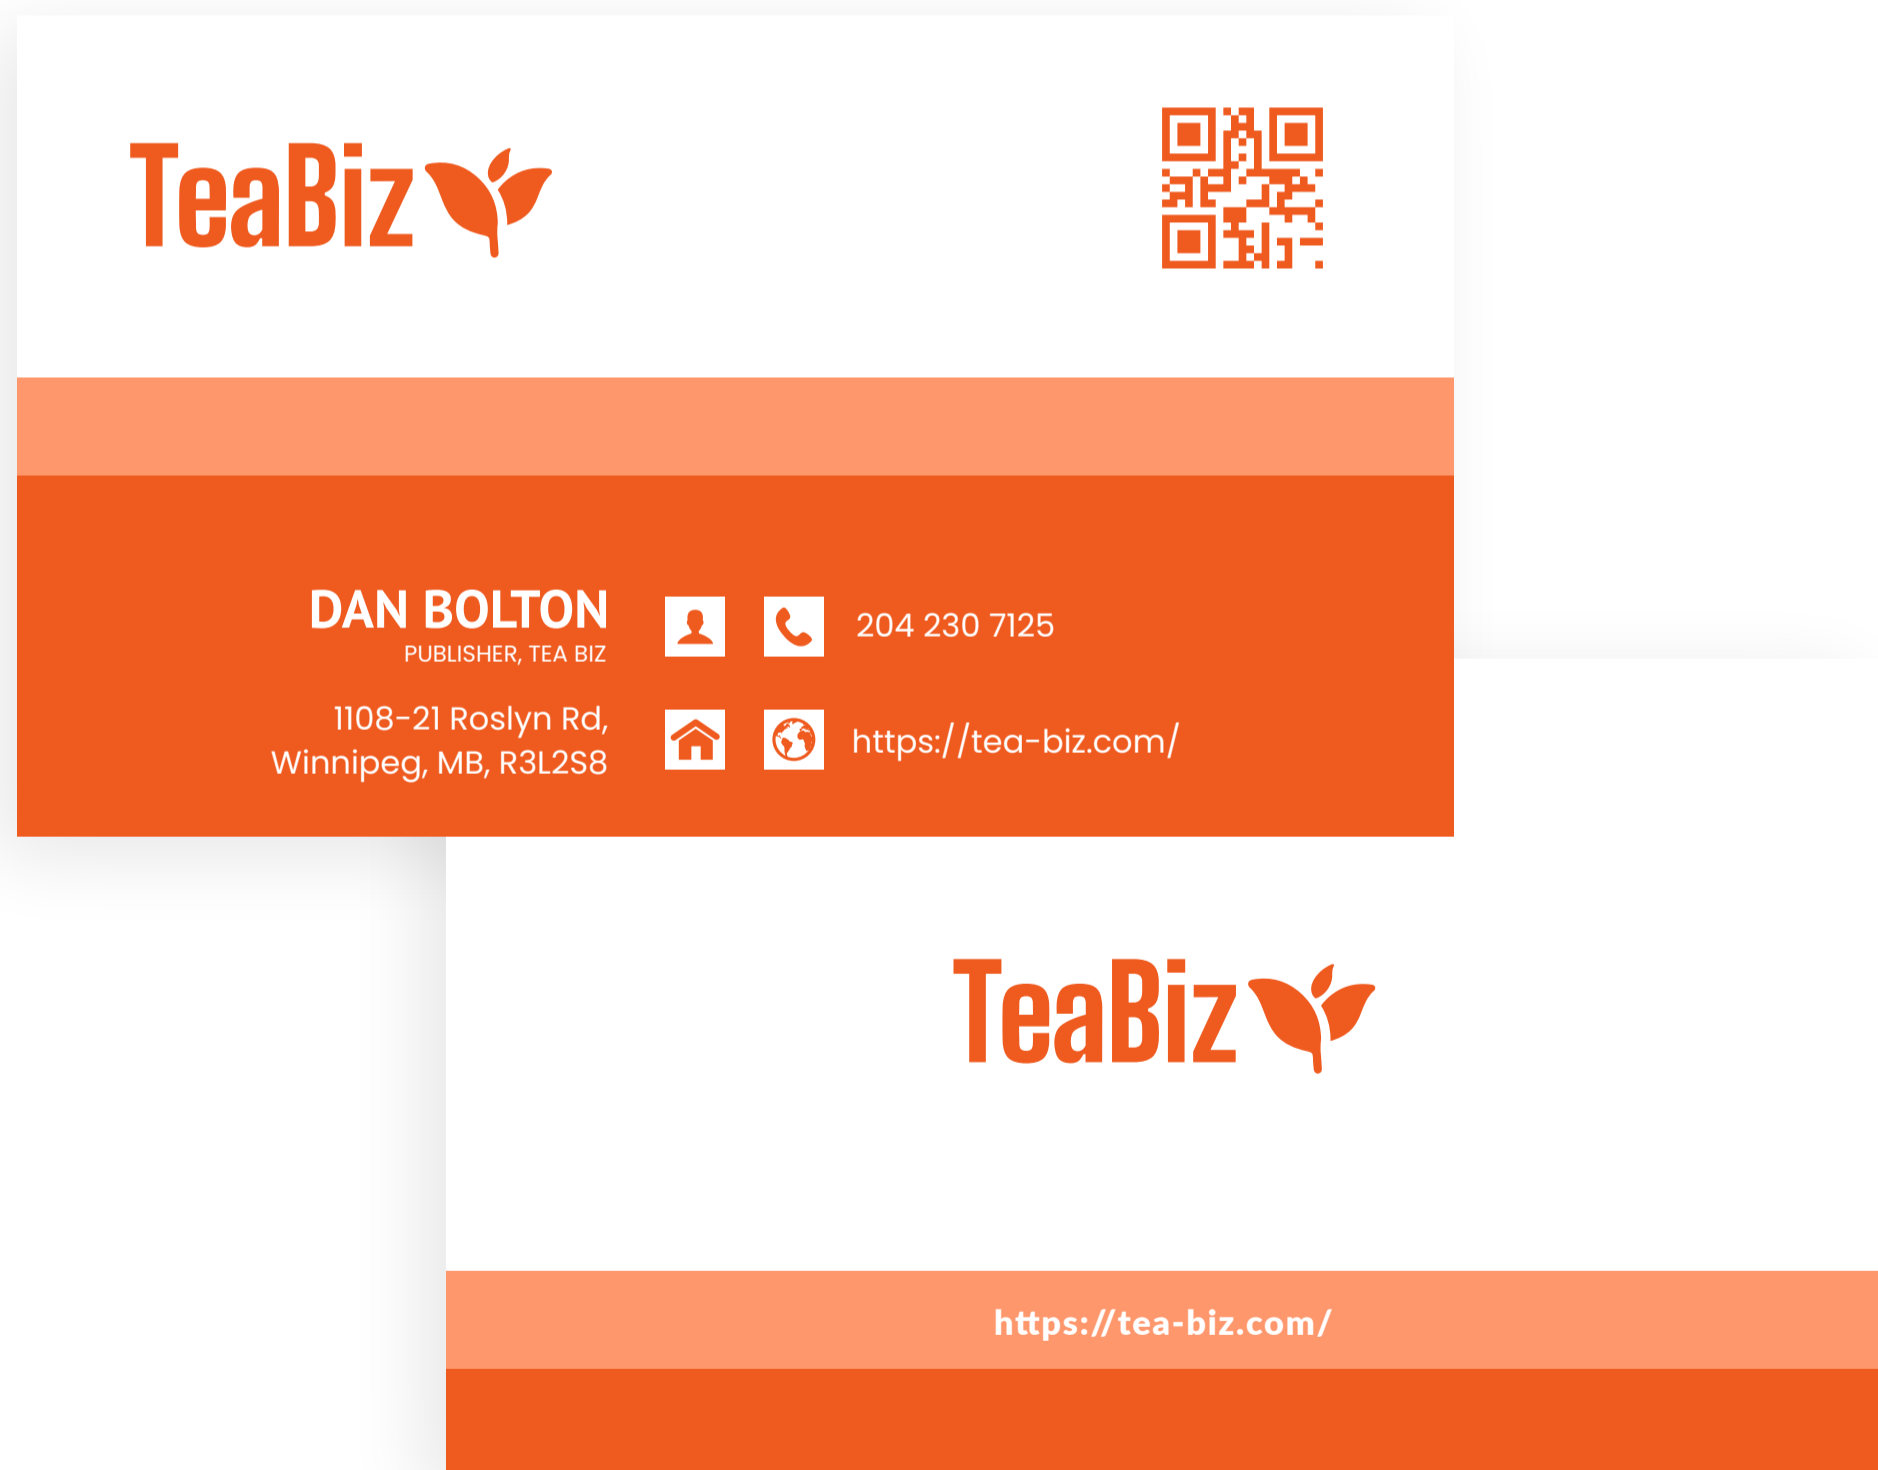 TeaBiz
DAN BOLTON
PUBLISHER, TEA BIZ
1108-21 Roslyn Rd,
Winnipeg, MB, R3L2S8
204 230 7125
https://tea-biz.com/
TeaBiz
https://tea-biz.com/